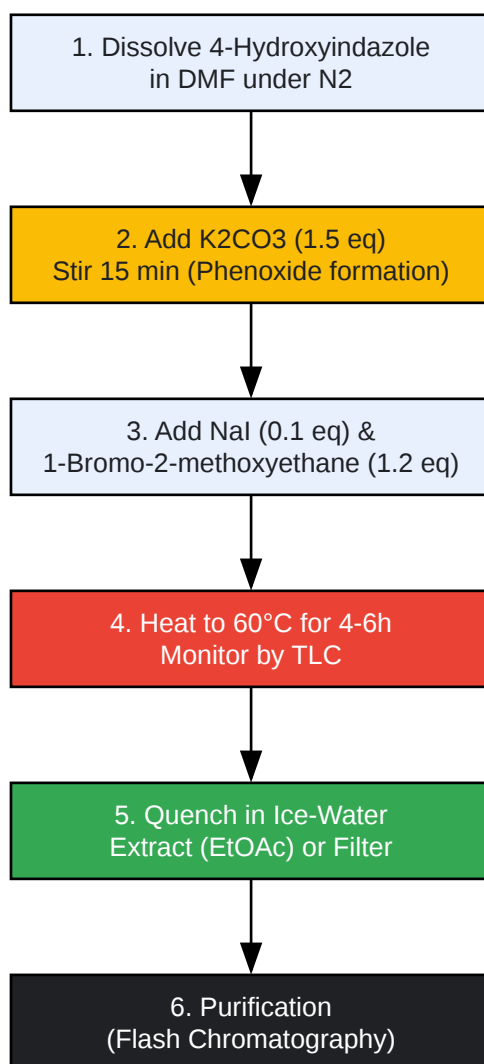 1. Dissolve 4-Hydroxyindazole
in DMF under N2
2. Add K2CO3 (1.5 eq)
Stir 15 min (Phenoxide formation)
3. Add NaI (0.1 eq) &
1-Bromo-2-methoxyethane (1.2 eq)
4. Heat to 60°C for 4-6h
Monitor by TLC
5. Quench in Ice-Water
Extract (EtOAc) or Filter
6. Purification
(Flash Chromatography)